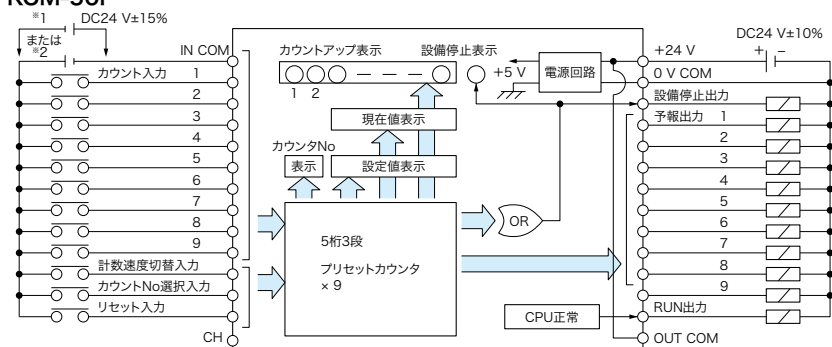 ※1
DC24 V±15%
または
※2
IN COM
カウント入力 1
2
3
4
5
6
7
8
9
計数速度切替入力
カウントNo選択入力
リセット入力
CH
カウントアップ表示
設備停止表示
1 2
現在値表示
カウンタNo
表示
設定値表示
5桁3段
プリセットカウンタ
× 9
OR
+5 V
電源回路
CPU正常
DC24 V±10%
+ −
+24 V
0 V COM
設備停止出力
予報出力 1
2
3
4
5
6
7
8
9
RUN出力
OUT COM